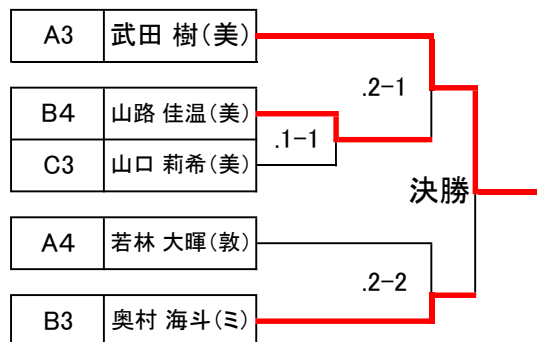 A3 武田 樹(美)
.2-1
B4 山路 佳温(美)
.1-1
C3 山口 莉希(美)
決勝
A4 若林 大暉(敦)
.2-2
B3 奥村 海斗(ミ)